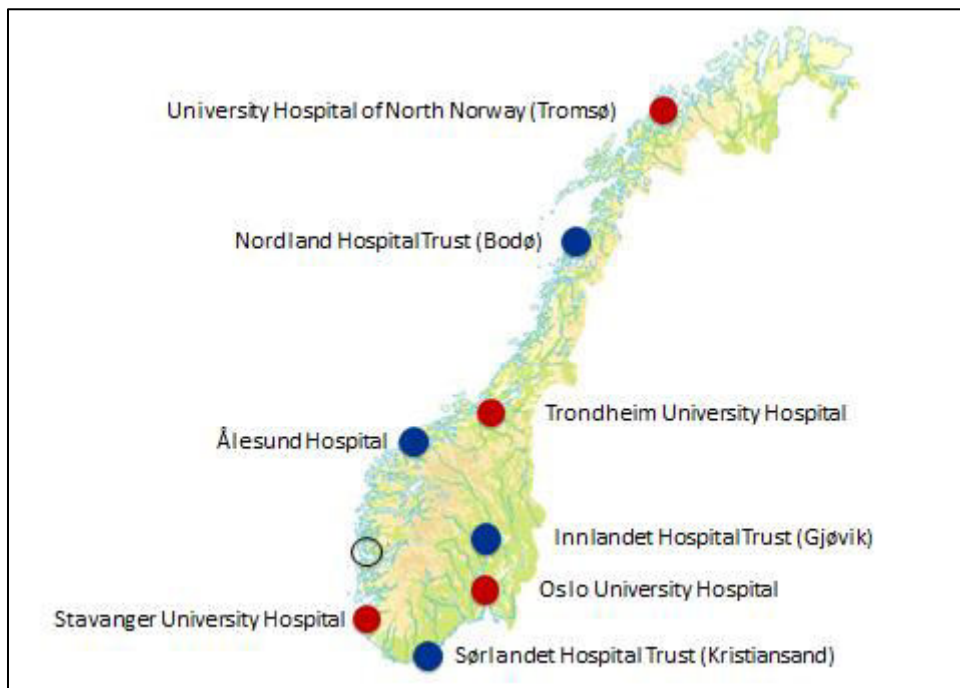 University Hospital of North Norway (Tromsø)
Nordland Hospital Trust (Bodø)
Trondheim University Hospital
Ålesund Hospital
Innlandet Hospital Trust (Gjøvik)
Oslo University Hospital
Stavanger University Hospital
Sørlandet Hospital Trust (Kristiansand)